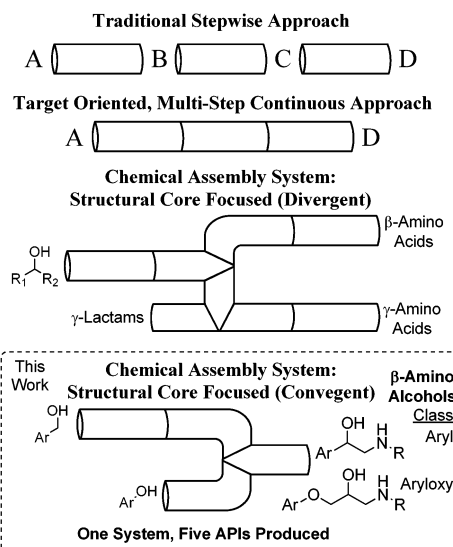 Traditional Stepwise Approach
A B C D
Target Oriented, Multi-Step Continuous Approach
A D
Chemical Assembly System:
Structural Core Focused (Divergent)
β-Amino
Acids
OH
R1 R2
γ-Lactams
γ-Amino
Acids
This
Work
Chemical Assembly System:
Structural Core Focused (Convegent)
β-Amino
Alcohols
Class
OH
Ar
OH
H
Ar N R
Aryl
ArOH
OH
H
Ar O N R
Aryloxy
One System, Five APIs Produced